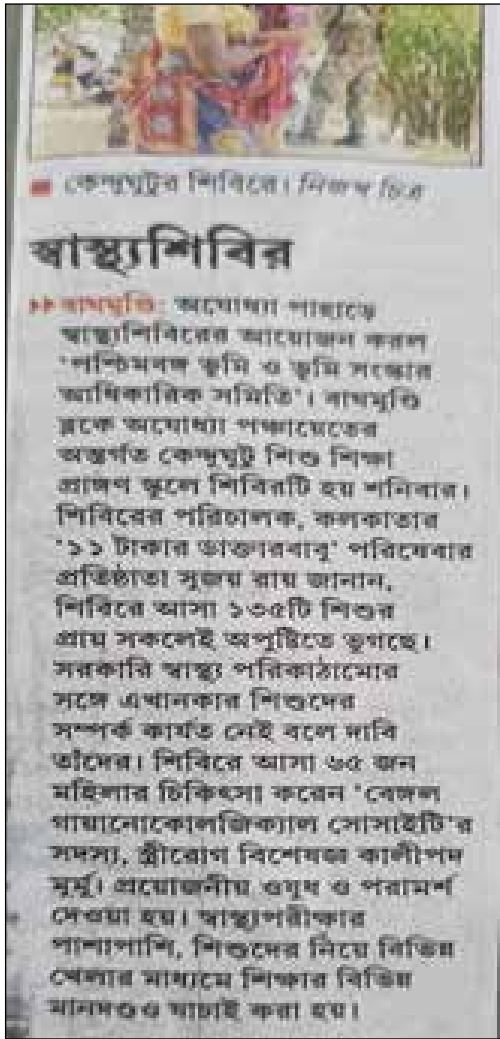 কেন্দুঘুটুর শিবিরে। নিজস্ব চিত্র
স্বাস্থ্যশিবির
বাঘমুণ্ডি: অযোধ্যা পাহাড়ে
স্বাস্থ্যশিবিরের আয়োজন করল
'পশ্চিমবঙ্গ ভূমি ও ভূমি সংস্কার
আধিকারিক সমিতি'। বাঘমুণ্ডি
ব্লকে অযোধ্যা পঞ্চায়েতের
অন্তর্গত কেন্দুঘুটু শিশু শিক্ষা
প্রাঙ্গণ স্কুলে শিবিরটি হয় শনিবার।
শিবিরের পরিচালক, কলকাতার
'১১ টাকার ডাক্তারবাবু' পরিষেবার
প্রতিষ্ঠাতা সুজয় রায় জানান,
শিবিরে আসা ১৩৫টি শিশুর
প্রায় সকলেই অপুষ্টিতে ভুগছে।
সরকারি স্বাস্থ্য পরিকাঠামোর
সঙ্গে এখানকার শিশুদের
সম্পর্ক কার্যত নেই বলে দাবি
তাঁদের। শিবিরে আসা ৬৫ জন
মহিলার চিকিৎসা করেন 'বেঙ্গল
গায়ানোকোলজিক্যাল সোসাইটি'র
সদস্য, স্ত্রীরোগ বিশেষজ্ঞ কালীপদ
মুর্মু। প্রয়োজনীয় ওষুধ ও পরামর্শ
দেওয়া হয়। স্বাস্থ্যপরীক্ষার
পাশাপাশি, শিশুদের নিয়ে বিভিন্ন
খেলার মাধ্যমে শিক্ষার বিভিন্ন
মানদণ্ডও যাচাই করা হয়।